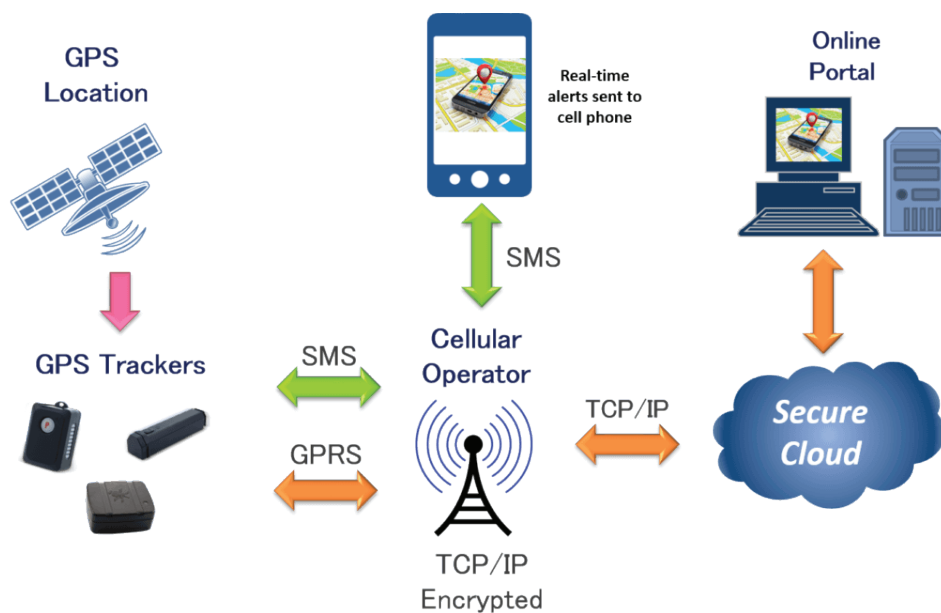 GPS
Location
Real-time
alerts sent to
cell phone
Online
Portal
SMS
GPS Trackers
SMS
Cellular
Operator
GPRS
TCP/IP
Secure
Cloud
TCP/IP
Encrypted